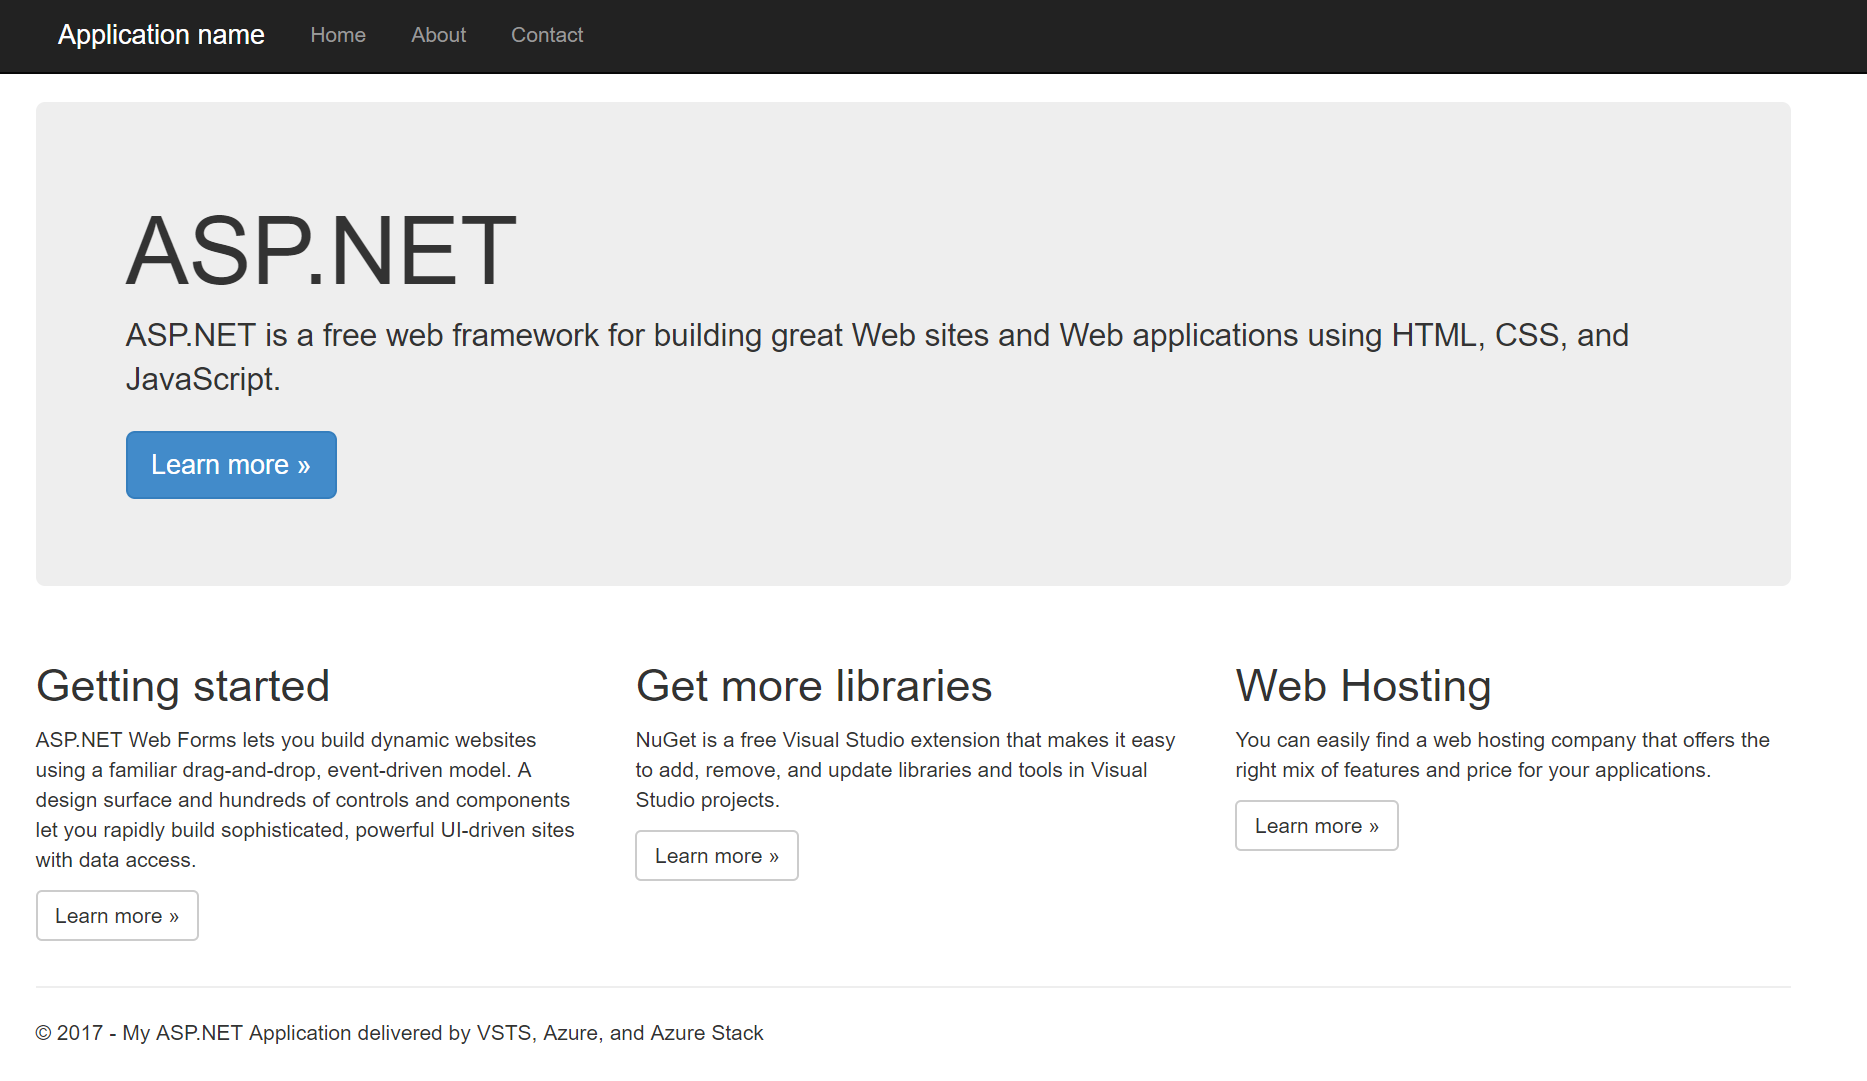 Application name Home About Contact
ASP.NET
ASP.NET is a free web framework for building great Web sites and Web applications using HTML, CSS, and
JavaScript.
Learn more »
Getting started
ASP.NET Web Forms lets you build dynamic websites
using a familiar drag-and-drop, event-driven model. A
design surface and hundreds of controls and components
let you rapidly build sophisticated, powerful UI-driven sites
with data access.
Learn more »
Get more libraries
NuGet is a free Visual Studio extension that makes it easy
to add, remove, and update libraries and tools in Visual
Studio projects.
Learn more »
Web Hosting
You can easily find a web hosting company that offers the
right mix of features and price for your applications.
Learn more »
© 2017 - My ASP.NET Application delivered by VSTS, Azure, and Azure Stack